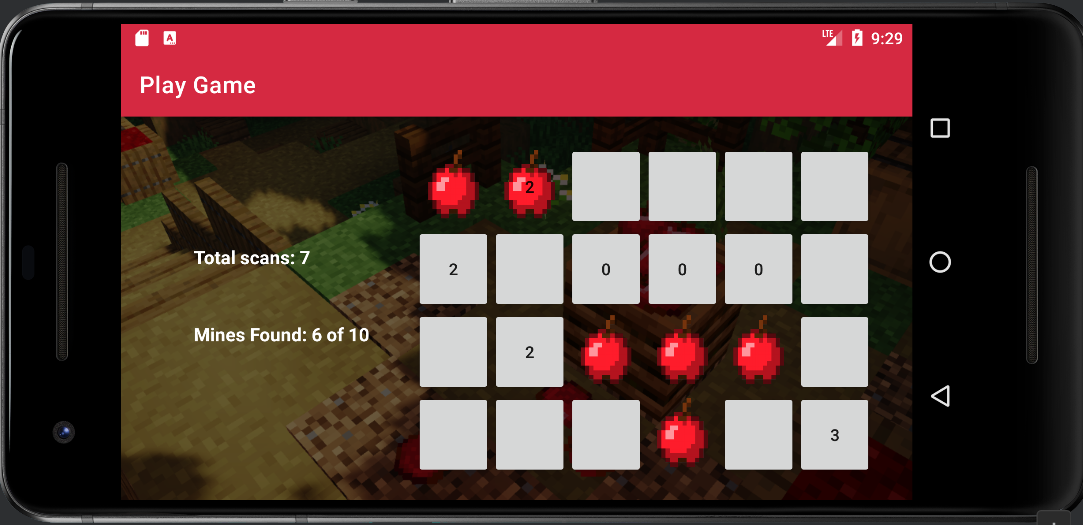 LTE 9:29
Play Game
2
Total scans: 7
2 0 0 0
Mines Found: 6 of 10
2
3